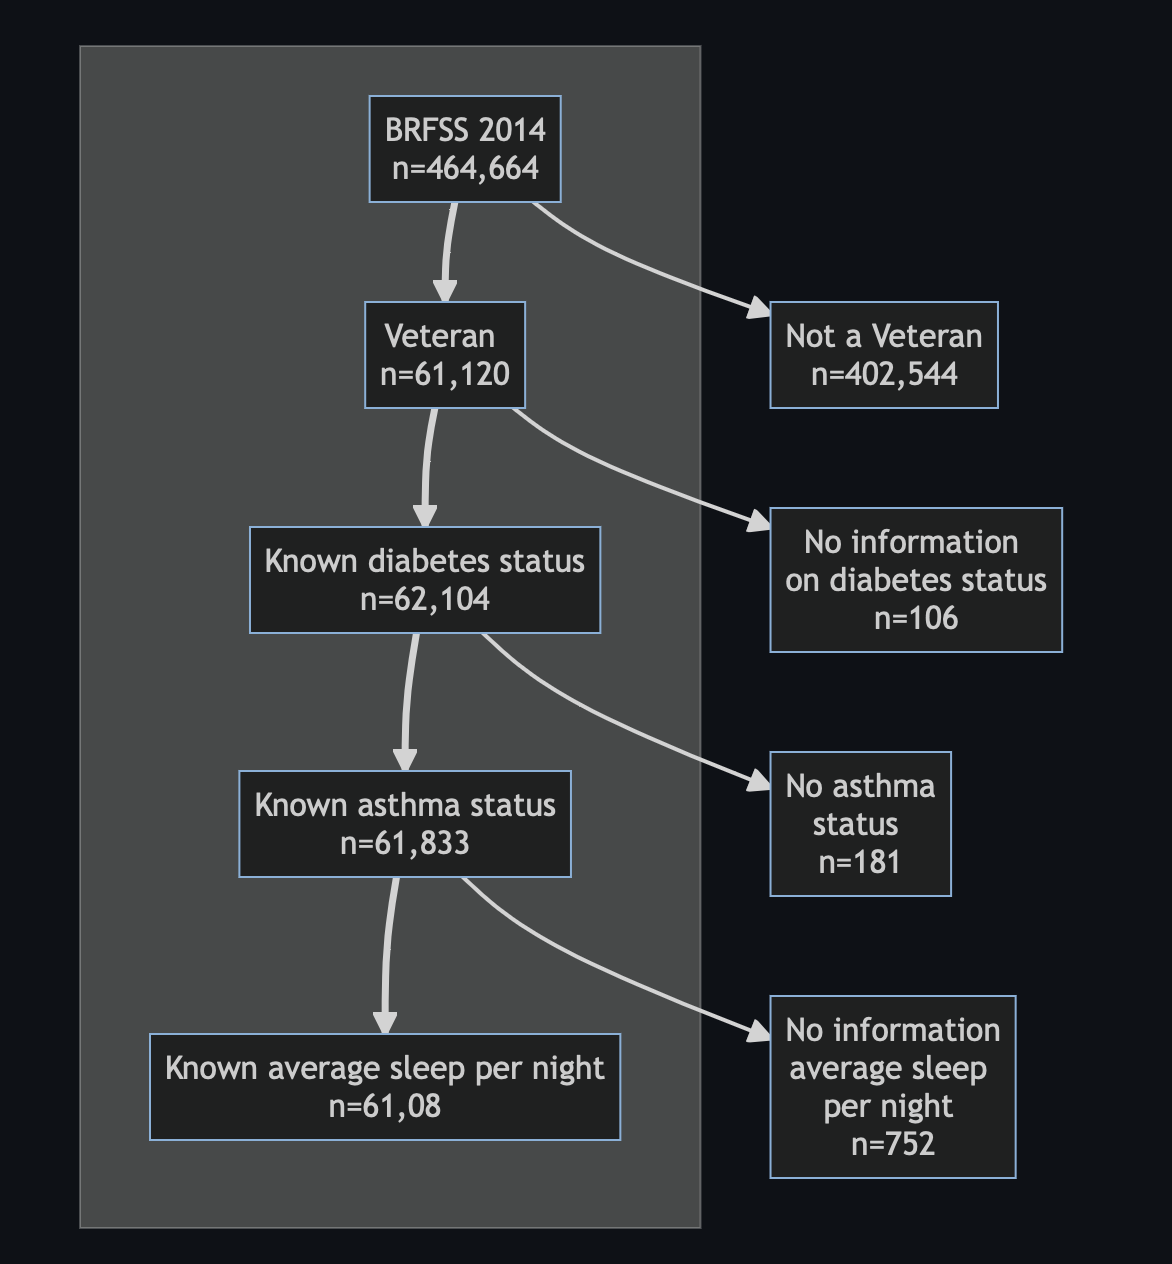 BRFSS 2014
n=464,664
Veteran
n=61,120
Not a Veteran
n=402,544
Known diabetes status
n=62,104
No information
on diabetes status
n=106
Known asthma status
n=61,833
No asthma
status
n=181
Known average sleep per night
n=61,08
No information
average sleep
per night
n=752